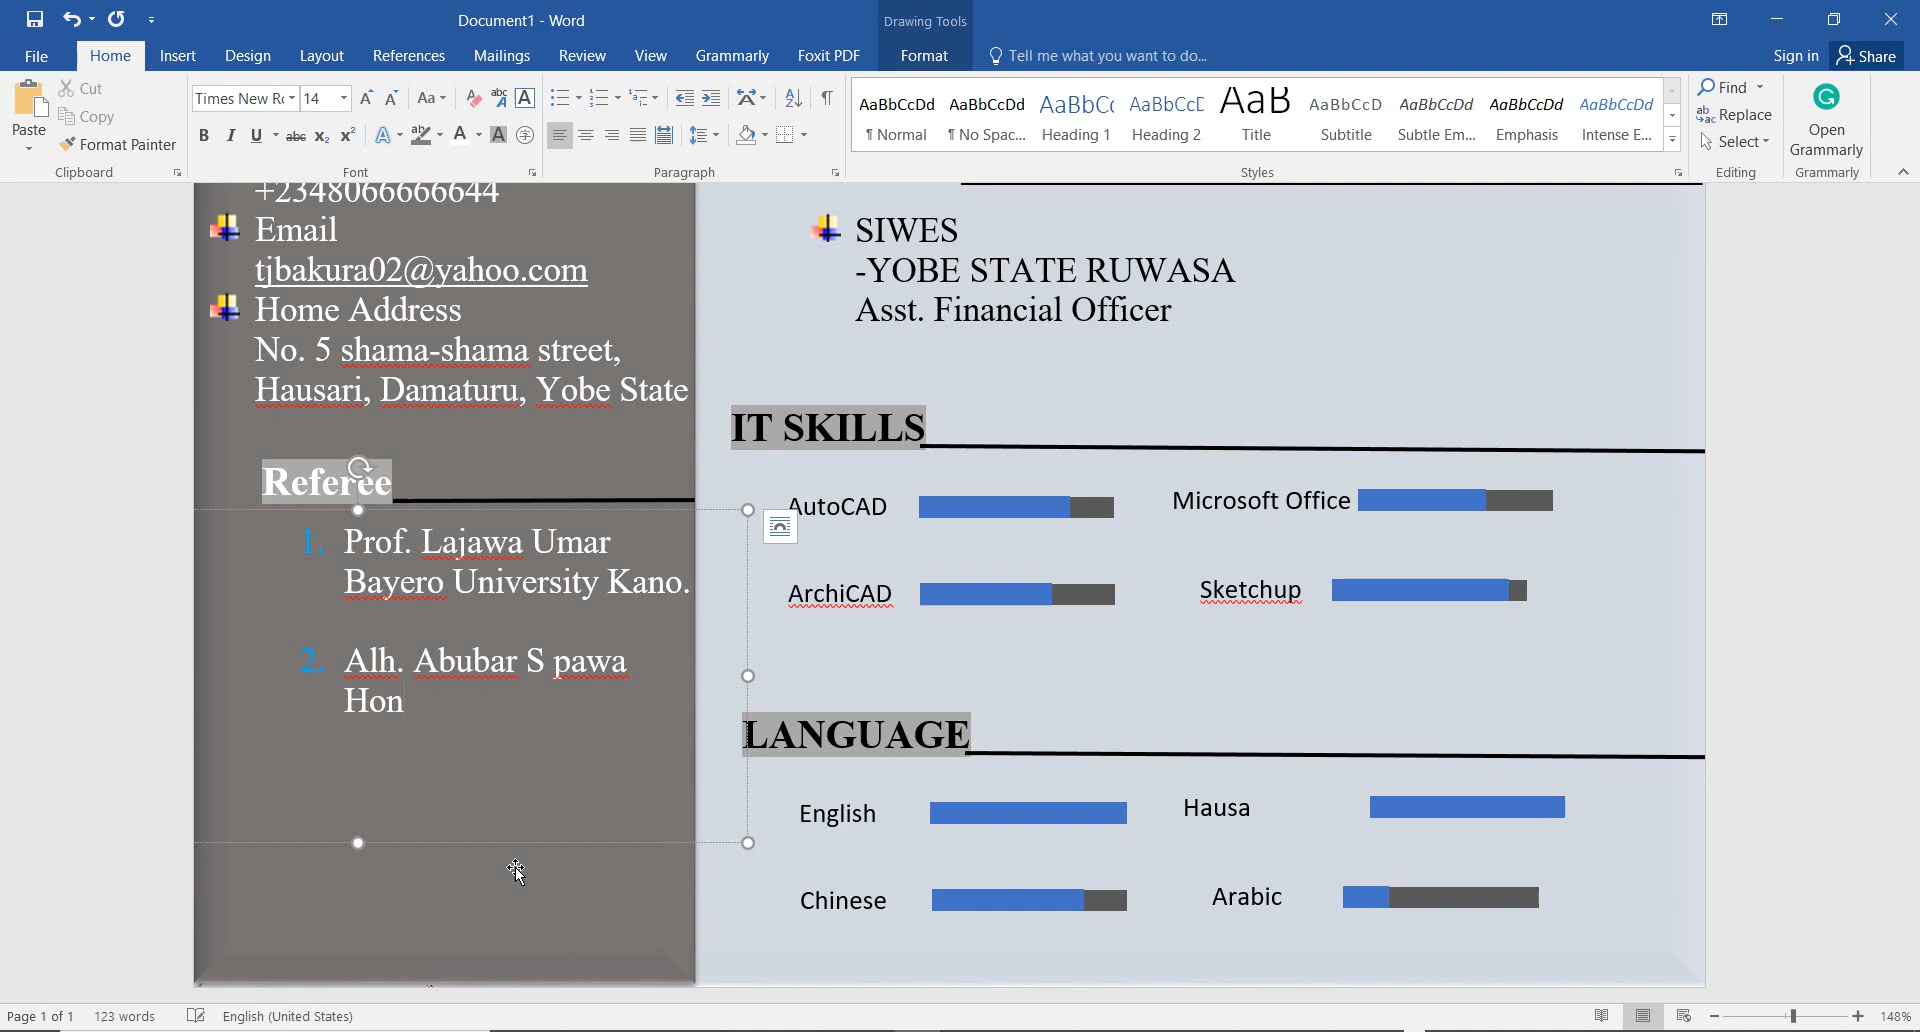 Document1 - Word
Drawing Tools
File
Home
Insert
Design
Layout
References
Mailings
Review
View
Grammarly
Foxit PDF
Format
Tell me what you want to do...
Sign in
Share
Paste
Cut
Copy
Format Painter
Clipboard
Times New Rc
14
Font
Paragraph
AaBbCcDd
¶ Normal
AaBbCcDd
¶ No Spac...
AaBbCc
Heading 1
AaBbCcC
Heading 2
AaB
Title
AaBbCcD
Subtitle
AaBbCcDd
Subtle Em...
AaBbCcDd
Emphasis
AaBbCcDd
Intense E...
Styles
Find
Replace
Select
Editing
Open
Grammarly
Grammarly
+2348066666644
Email
tjbakura02@yahoo.com
Home Address
No. 5 shama-shama street,
Hausari, Damaturu, Yobe State
Referee
1. Prof. Lajawa Umar
Bayero University Kano.
2. Alh. Abubar S pawa
Hon
SIWES
-YOBE STATE RUWASA
Asst. Financial Officer
IT SKILLS
AutoCAD
Microsoft Office
ArchiCAD
Sketchup
LANGUAGE
English
Hausa
Chinese
Arabic
Page 1 of 1
123 words
English (United States)
148%